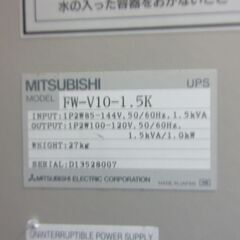 水の入った容器をおかないこと
MITSUBISHI UPS
MODEL FW-V10-1.5K
INPUT:1P2W85-144V,50/60Hz,1.5kVA
OUTPUT:1P2W100-120V,50/60Hz,
1.5kVA/1.0kW
WEIGHT:27kg
SERIAL:D13528007
MITSUBISHI ELECTRIC CORPORATION MADE IN JAPAN
UNINTERRUPTIBLE POWER SUPPLY